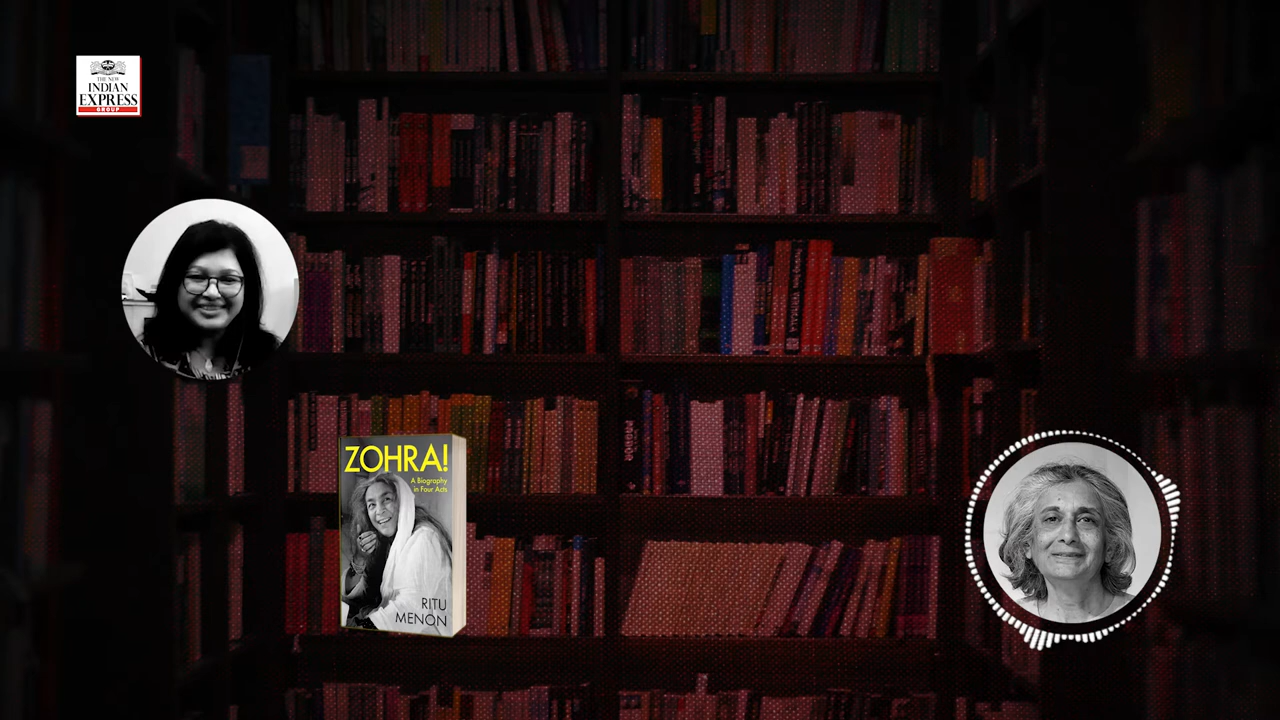 THE NEW
INDIAN
EXPRESS
GROUP
ZOHRA!
A Biography
in Four Acts
RITU
MENON